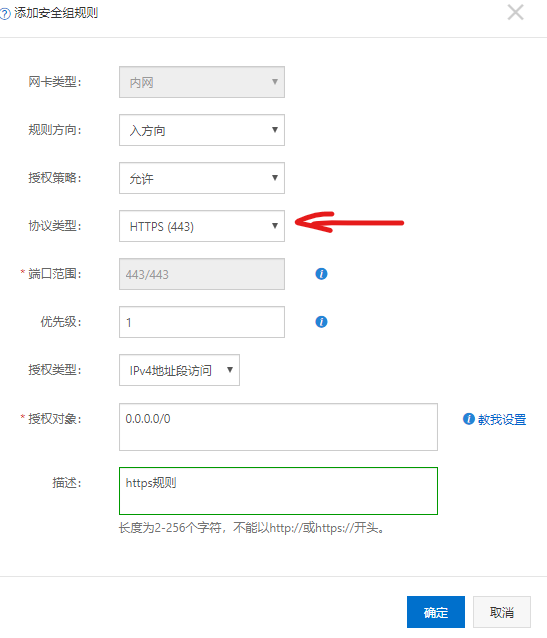 添加安全组规则
网卡类型： 内网
规则方向： 入方向
授权策略： 允许
协议类型： HTTPS (443)
* 端口范围： 443/443
优先级： 1
授权类型： IPv4地址段访问
* 授权对象： 0.0.0.0/0 教我设置
描述： https规则
长度为2-256个字符，不能以http://或https://开头。
确定 取消